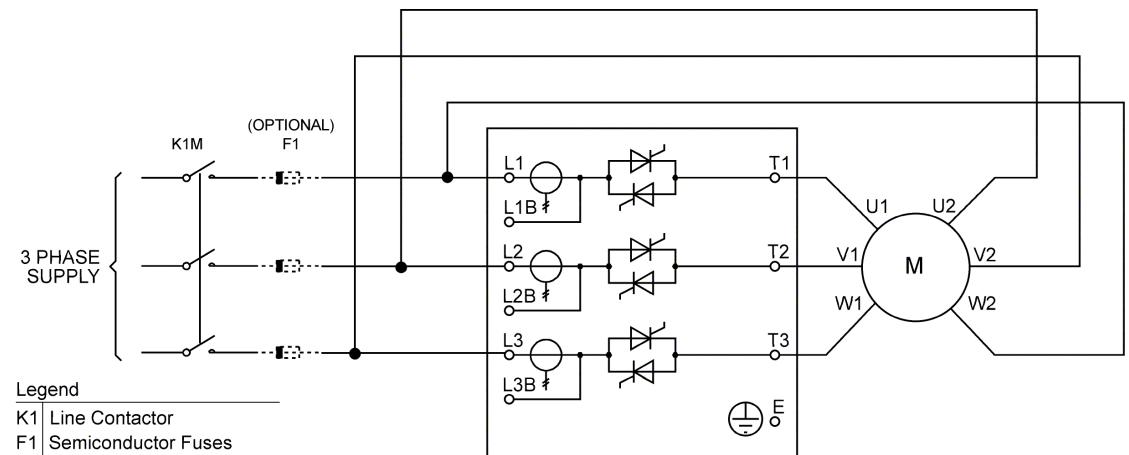 (OPTIONAL)
K1M
F1
L1
T1
L1B
U1
U2
3 PHASE
SUPPLY
L2
T2
V1
M
V2
L2B
W1
W2
L3
T3
L3B
E
Legend
K1 Line Contactor
F1 Semiconductor Fuses